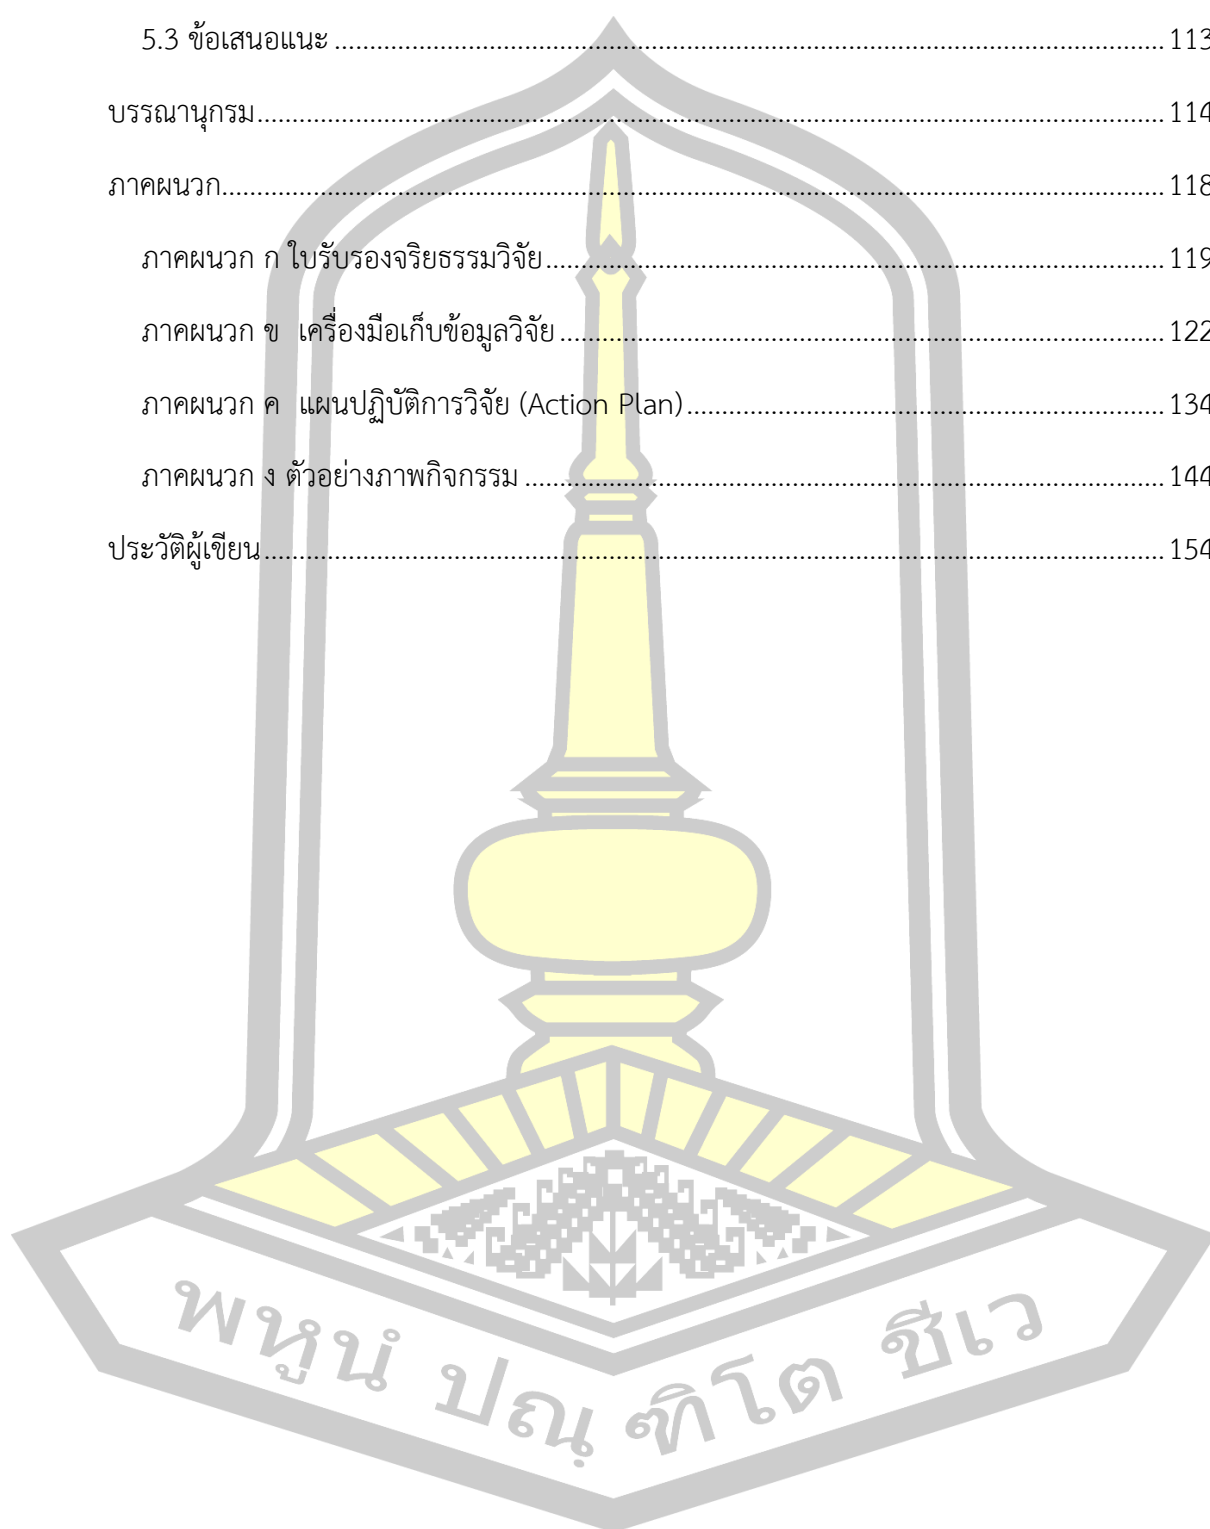 5.3 ข้อเสนอแนะ ........................................................................................................ 113
บรรณานุกรม........................................................................................................ 114
ภาคผนวก........................................................................................................ 118
ภาคผนวก ก ใบรับรองจริยธรรมวิจัย........................................................................ 119
ภาคผนวก ข  เครื่องมือเก็บข้อมูลวิจัย ........................................................................ 122
ภาคผนวก ค  แผนปฏิบัติการวิจัย (Action Plan)............................................................ 134
ภาคผนวก ง ตัวอย่างภาพกิจกรรม ........................................................................ 144
ประวัติผู้เขียน........................................................................................................ 154
พหูนํ ปณฺฑิโต ชีเว